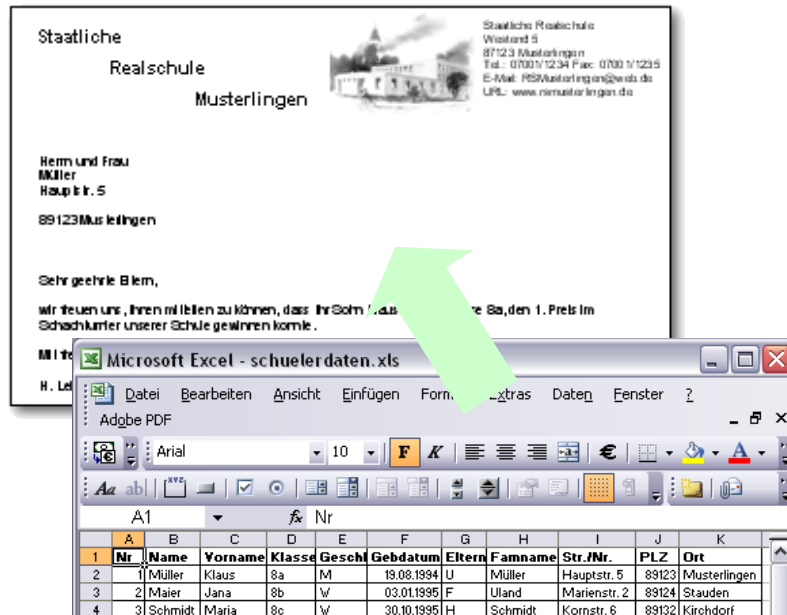 Staatliche
Realschule
Musterlingen
Staatliche Realschule
Westend 5
87123 Musterlingen
Tel.: 07001/1234 Fax: 07001/1235
E-Mail: RSMusterlingen@web.de
URL: www.rsmusterlingen.de
Herrn und Frau
Müller
Hauptstr. 5
89123 Musterlingen
Sehr geehrte Eltern,
wir freuen uns, Ihnen mitteilen zu können, dass Ihr Sohn 8a, den 1. Preis im
Schachturnier unserer Schule gewinnen konnte.
H.
Microsoft Excel - schuelerdaten.xls
Datei Bearbeiten Ansicht Einfügen Extras Daten Fenster ?
Adobe PDF
Arial 10 F K
A1 fx Nr
A B C D E F G H I J K
1 Nr Name Vorname Klasse Geschl Gebdatum Eltern Famname Str./Nr. PLZ Ort
2 1 Müller Klaus 8a M 19.08.1994 U Müller Hauptstr. 5 89123 Musterlingen
3 2 Maier Jana 8b W 03.01.1995 F Uland Marienstr. 2 89124 Stauden
4 3 Schmidt Maria 8c W 30.10.1995 H Schmidt Kornstr. 6 89132 Kirchdorf